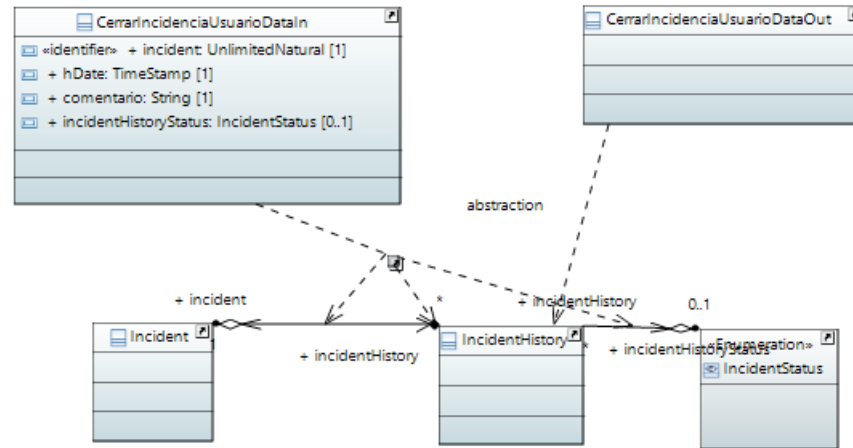 CerrarIncidenciaUsuarioDataIn
«identifier» + incident: UnlimitedNatural [1]
+ hDate: TimeStamp [1]
+ comentario: String [1]
+ incidentHistoryStatus: IncidentStatus [0..1]
CerrarIncidenciaUsuarioDataOut
abstraction
+ incident
*
+ incidentHistory
0..1
Incident
+ incidentHistory
IncidentHistory
*
+ incidentHistoryStatus
«Enumeration»
IncidentStatus